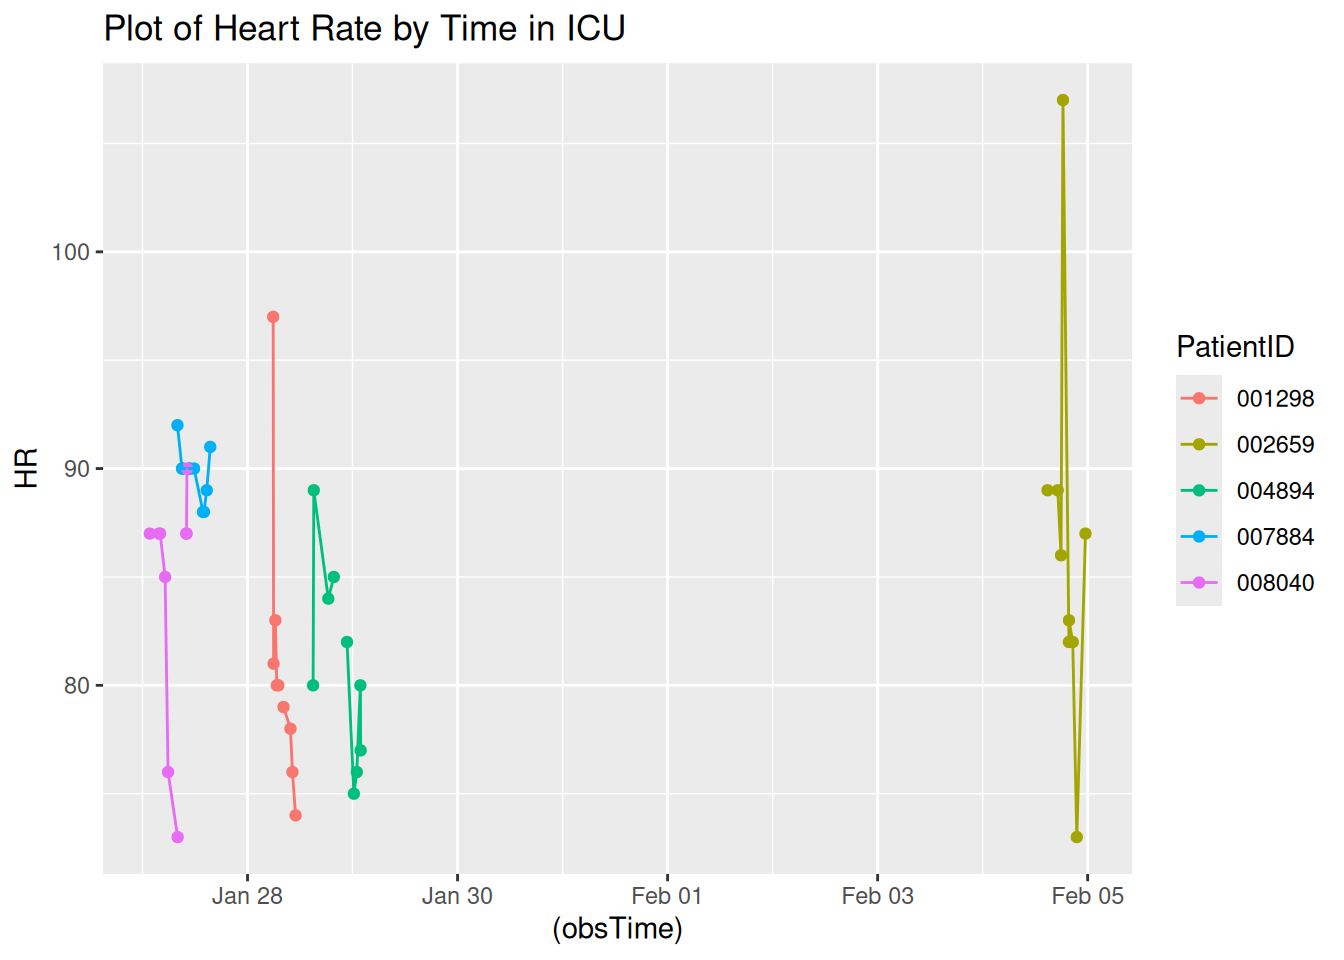 Plot of Heart Rate by Time in ICU
HR
100
90
80
Jan 28 Jan 30 Feb 01 Feb 03 Feb 05
(obsTime)
PatientID
001298
002659
004894
007884
008040